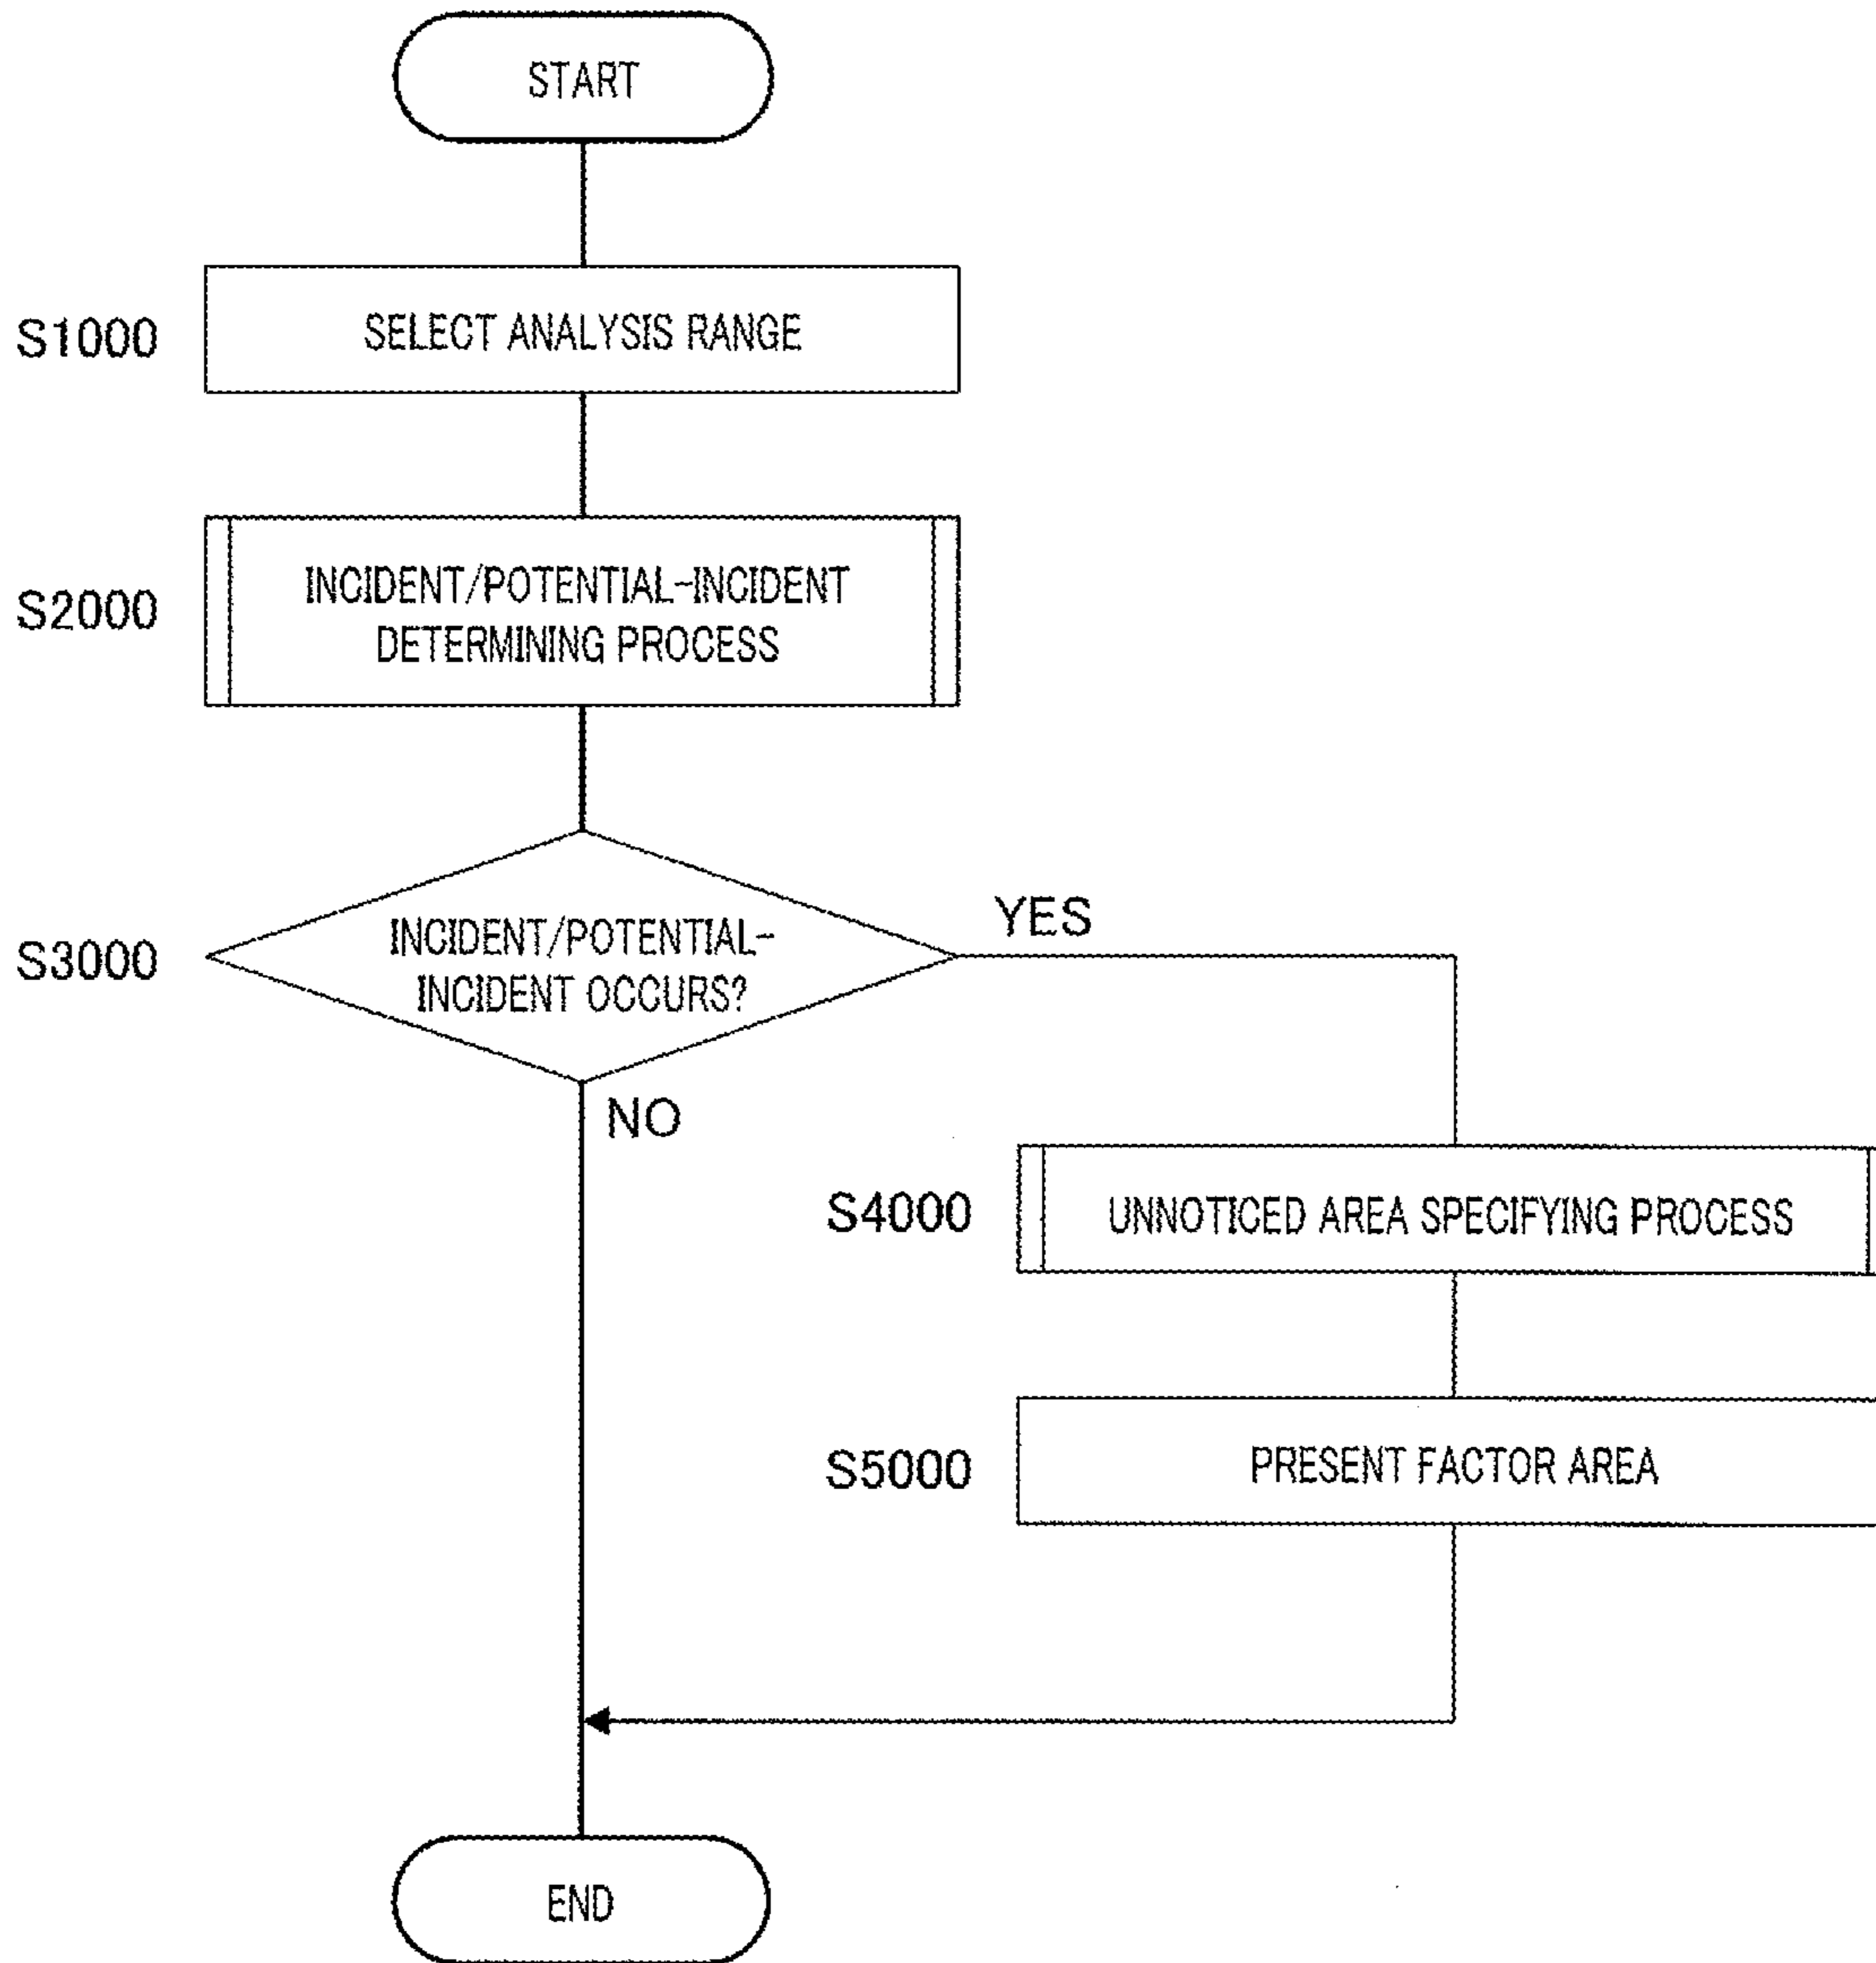 START
S1000
SELECT ANALYSIS RANGE
S2000
INCIDENT/POTENTIAL-INCIDENT
DETERMINING PROCESS
S3000
INCIDENT/POTENTIAL-
INCIDENT OCCURS?
YES
NO
S4000
UNNOTICED AREA SPECIFYING PROCESS
S5000
PRESENT FACTOR AREA
END